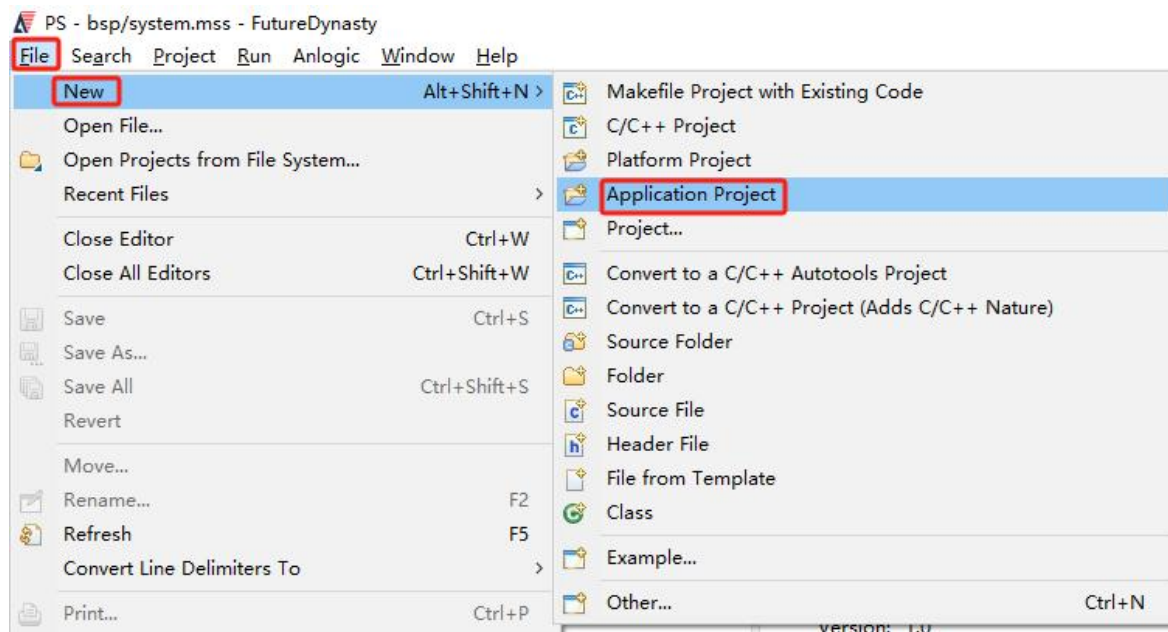 PS - bsp/system.mss - FutureDynasty
File Search Project Run Anlogic Window Help
New Alt+Shift+N >
Open File...
Open Projects from File System...
Recent Files >
Close Editor Ctrl+W
Close All Editors Ctrl+Shift+W
Save Ctrl+S
Save As...
Save All Ctrl+Shift+S
Revert
Move...
Rename... F2
Refresh F5
Convert Line Delimiters To >
Print... Ctrl+P
Makefile Project with Existing Code
C/C++ Project
Platform Project
Application Project
Project...
Convert to a C/C++ Autotools Project
Convert to a C/C++ Project (Adds C/C++ Nature)
Source Folder
Folder
Source File
Header File
File from Template
Class
Example...
Other... Ctrl+N
version: 1.0